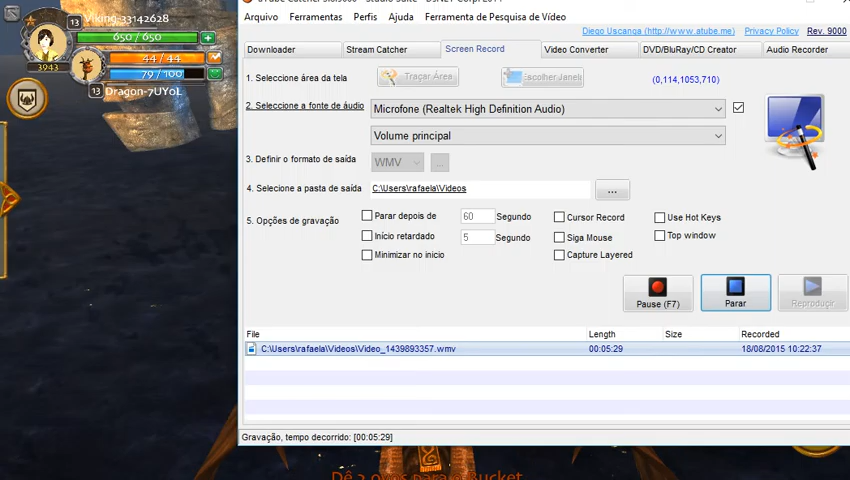 Viking-33142628
13
650 / 650
44 / 44
3943
79 / 100
13 Dragon-7UYoL
Arquivo Ferramentas Perfis Ajuda Ferramenta de Pesquisa de Vídeo
Diego Uscanga (http://www.atube.me) Privacy Policy Rev. 9000
Downloader Stream Catcher Screen Record Video Converter DVD/BluRay/CD Creator Audio Recorder
1. Seleccione área da tela Traçar Área Escolher Janela (0,114,1053,710)
2. Seleccione a fonte de áudio Microfone (Realtek High Definition Audio)
Volume principal
3. Definir o formato de saída WMV ...
4. Selecione a pasta de saída C:\Users\rafaela\Videos ...
5. Opções de gravação Parar depois de 60 Segundo Cursor Record Use Hot Keys
Início retardado 5 Segundo Siga Mouse Top window
Minimizar no inicio Capture Layered
Pause (F7) Parar Reproduzir
File Length Size Recorded
C:\Users\rafaela\Videos\Video_1439893357.wmv 00:05:29 18/08/2015 10:22:37
Gravação, tempo decorrido: [00:05:29]